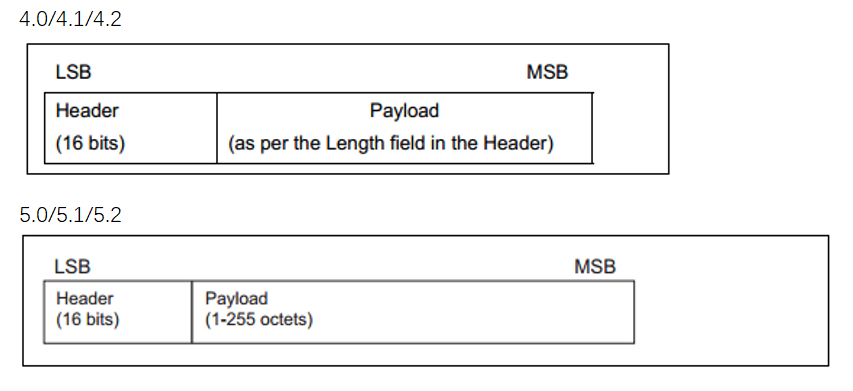 4.0/4.1/4.2
LSB MSB
Header Payload
(16 bits) (as per the Length field in the Header)
5.0/5.1/5.2
LSB MSB
Header Payload
(16 bits) (1-255 octets)